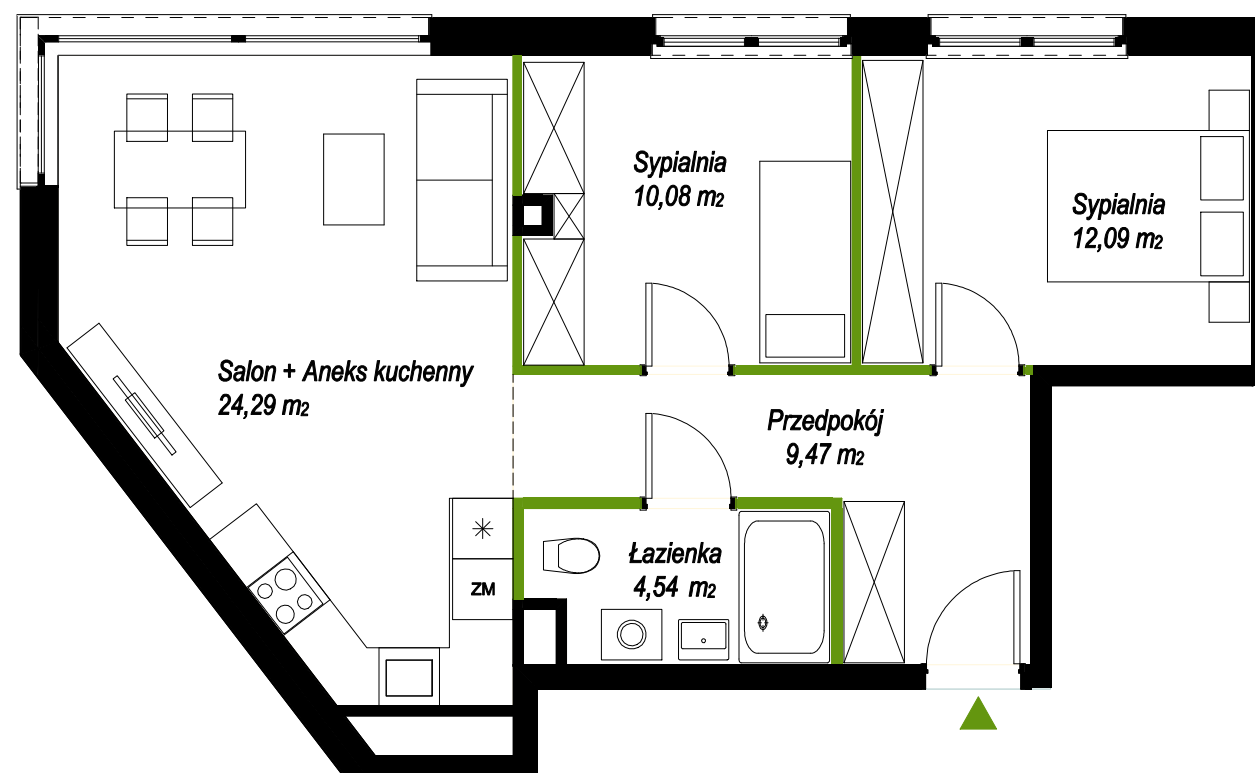 Sypialnia
10,08 m2
Sypialnia
12,09 m2
Salon + Aneks kuchenny
24,29 m2
Przedpokój
9,47 m2
Łazienka
4,54 m2
ZM